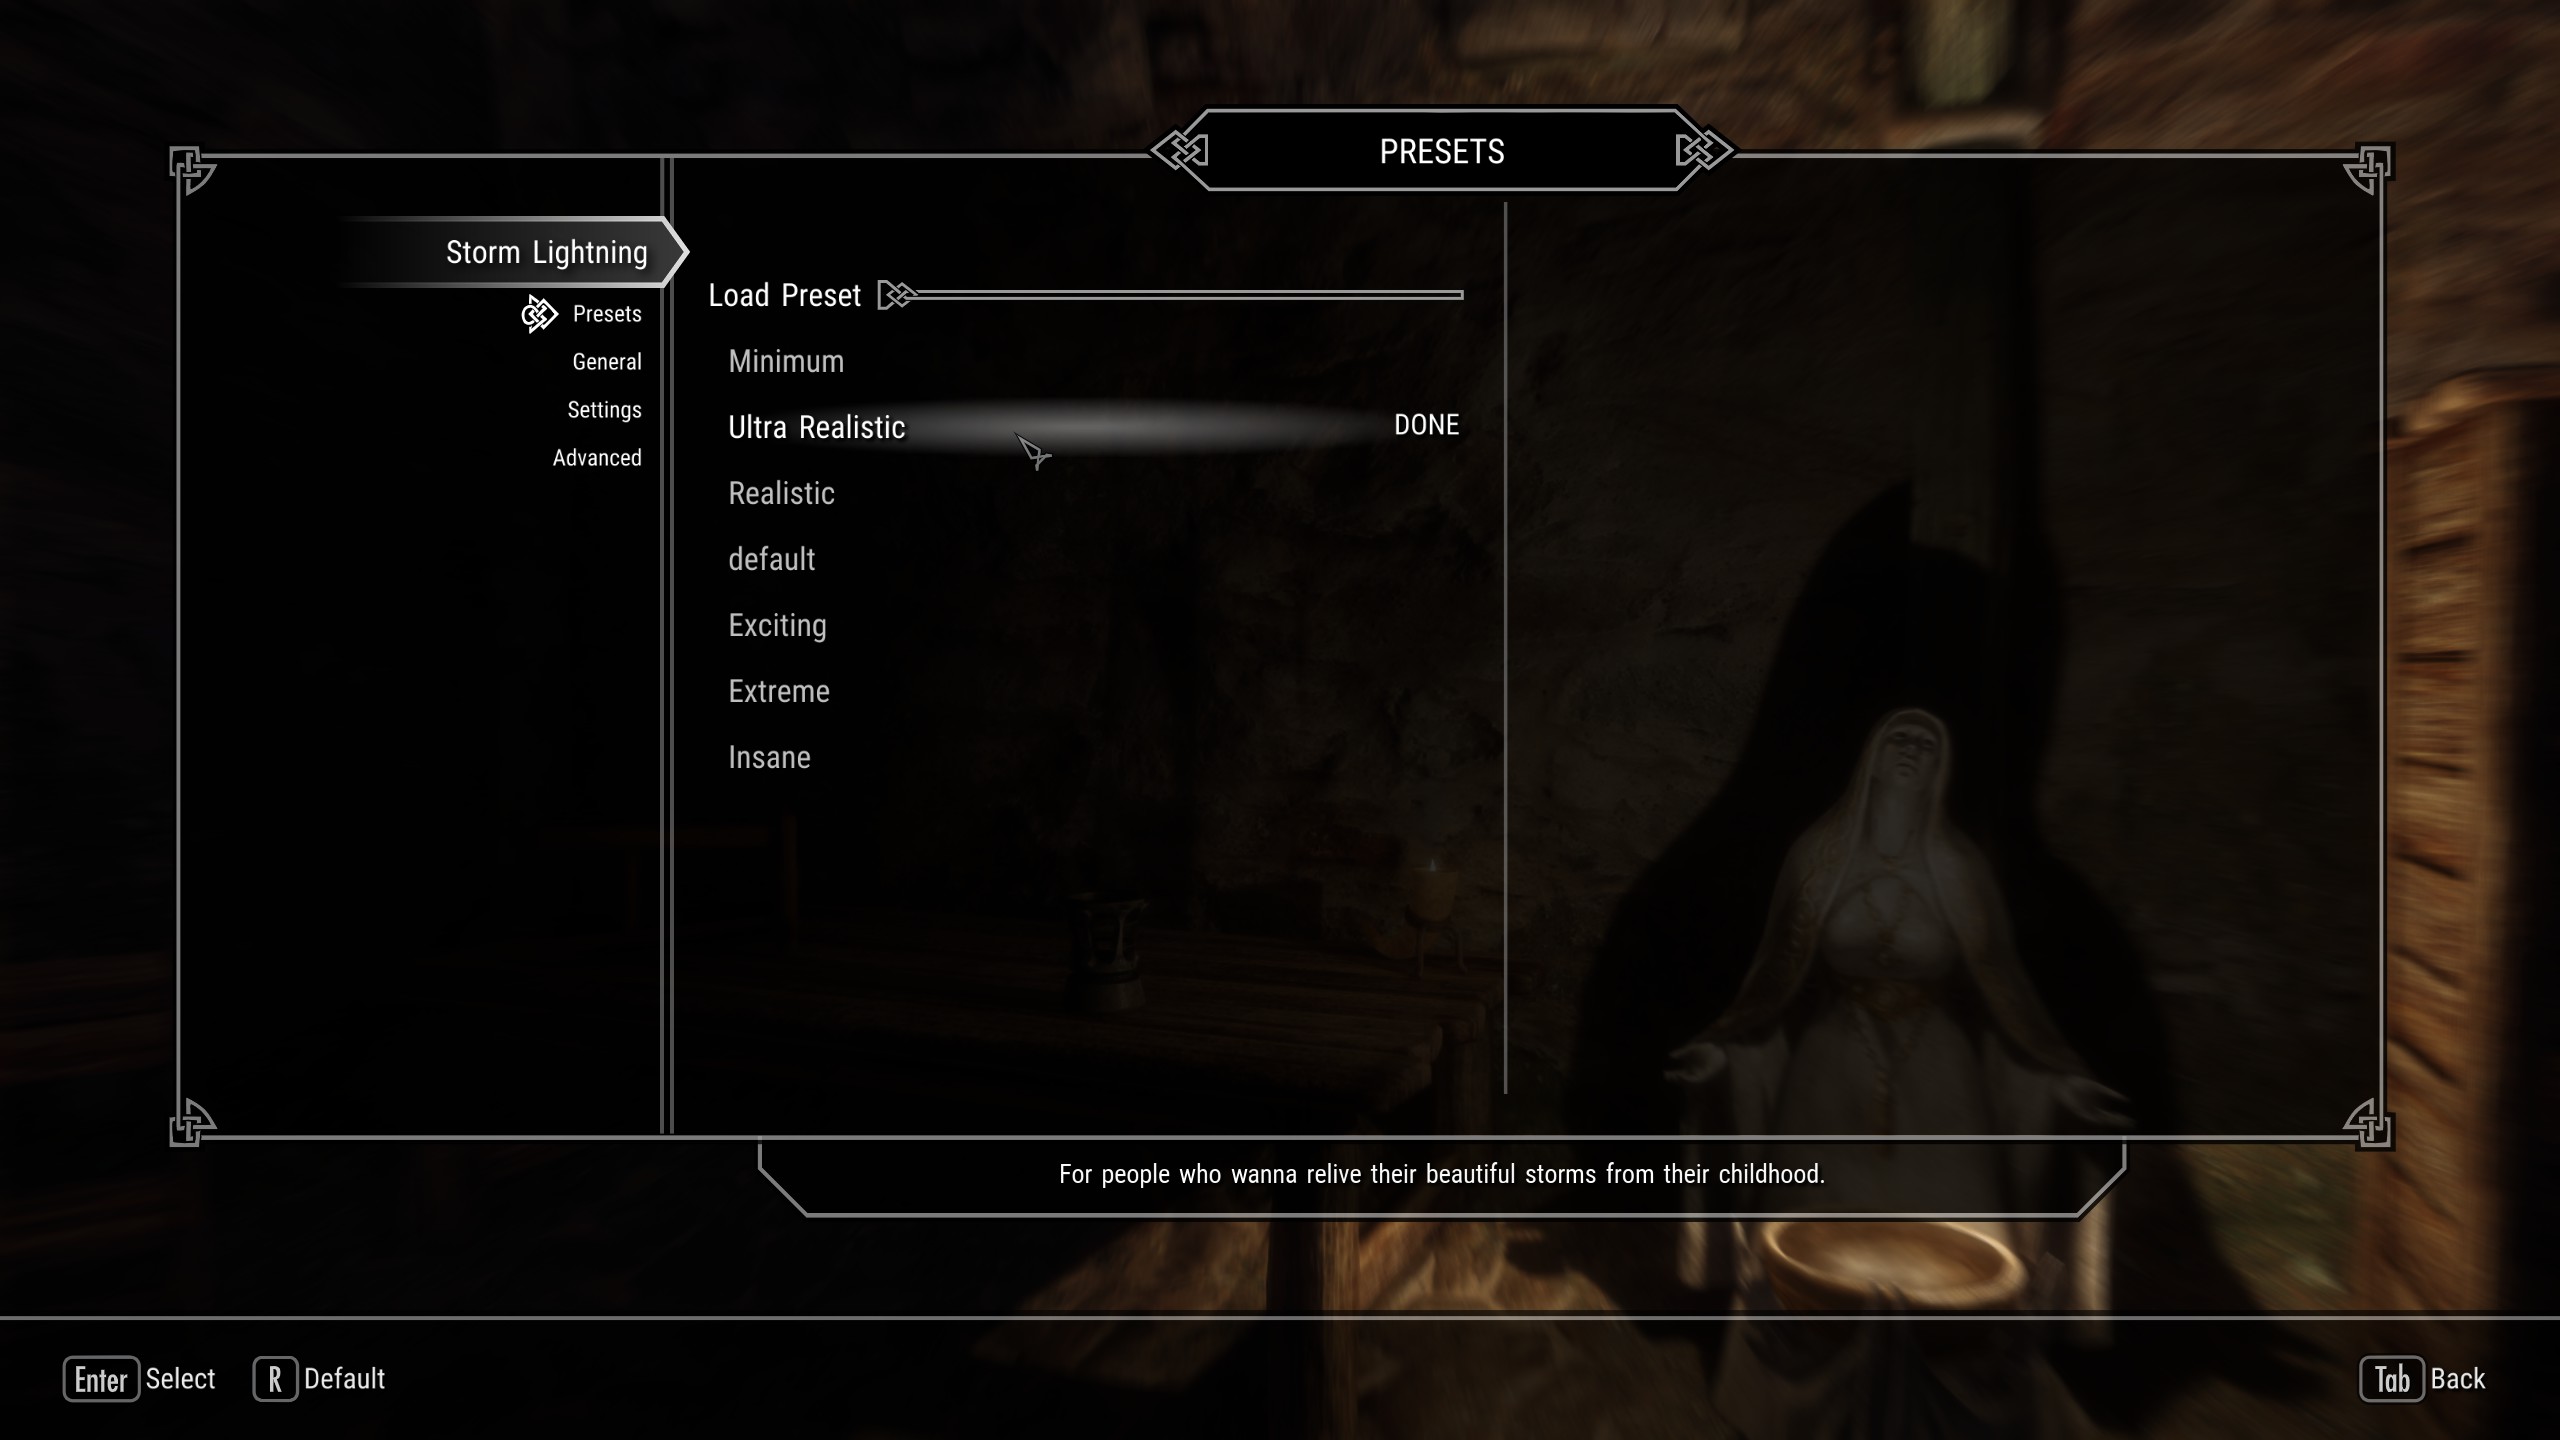 PRESETS
Storm Lightning
Presets
General
Settings
Advanced
Load Preset
Minimum
Ultra Realistic DONE
Realistic
default
Exciting
Extreme
Insane
For people who wanna relive their beautiful storms from their childhood.
Enter Select R Default Tab Back